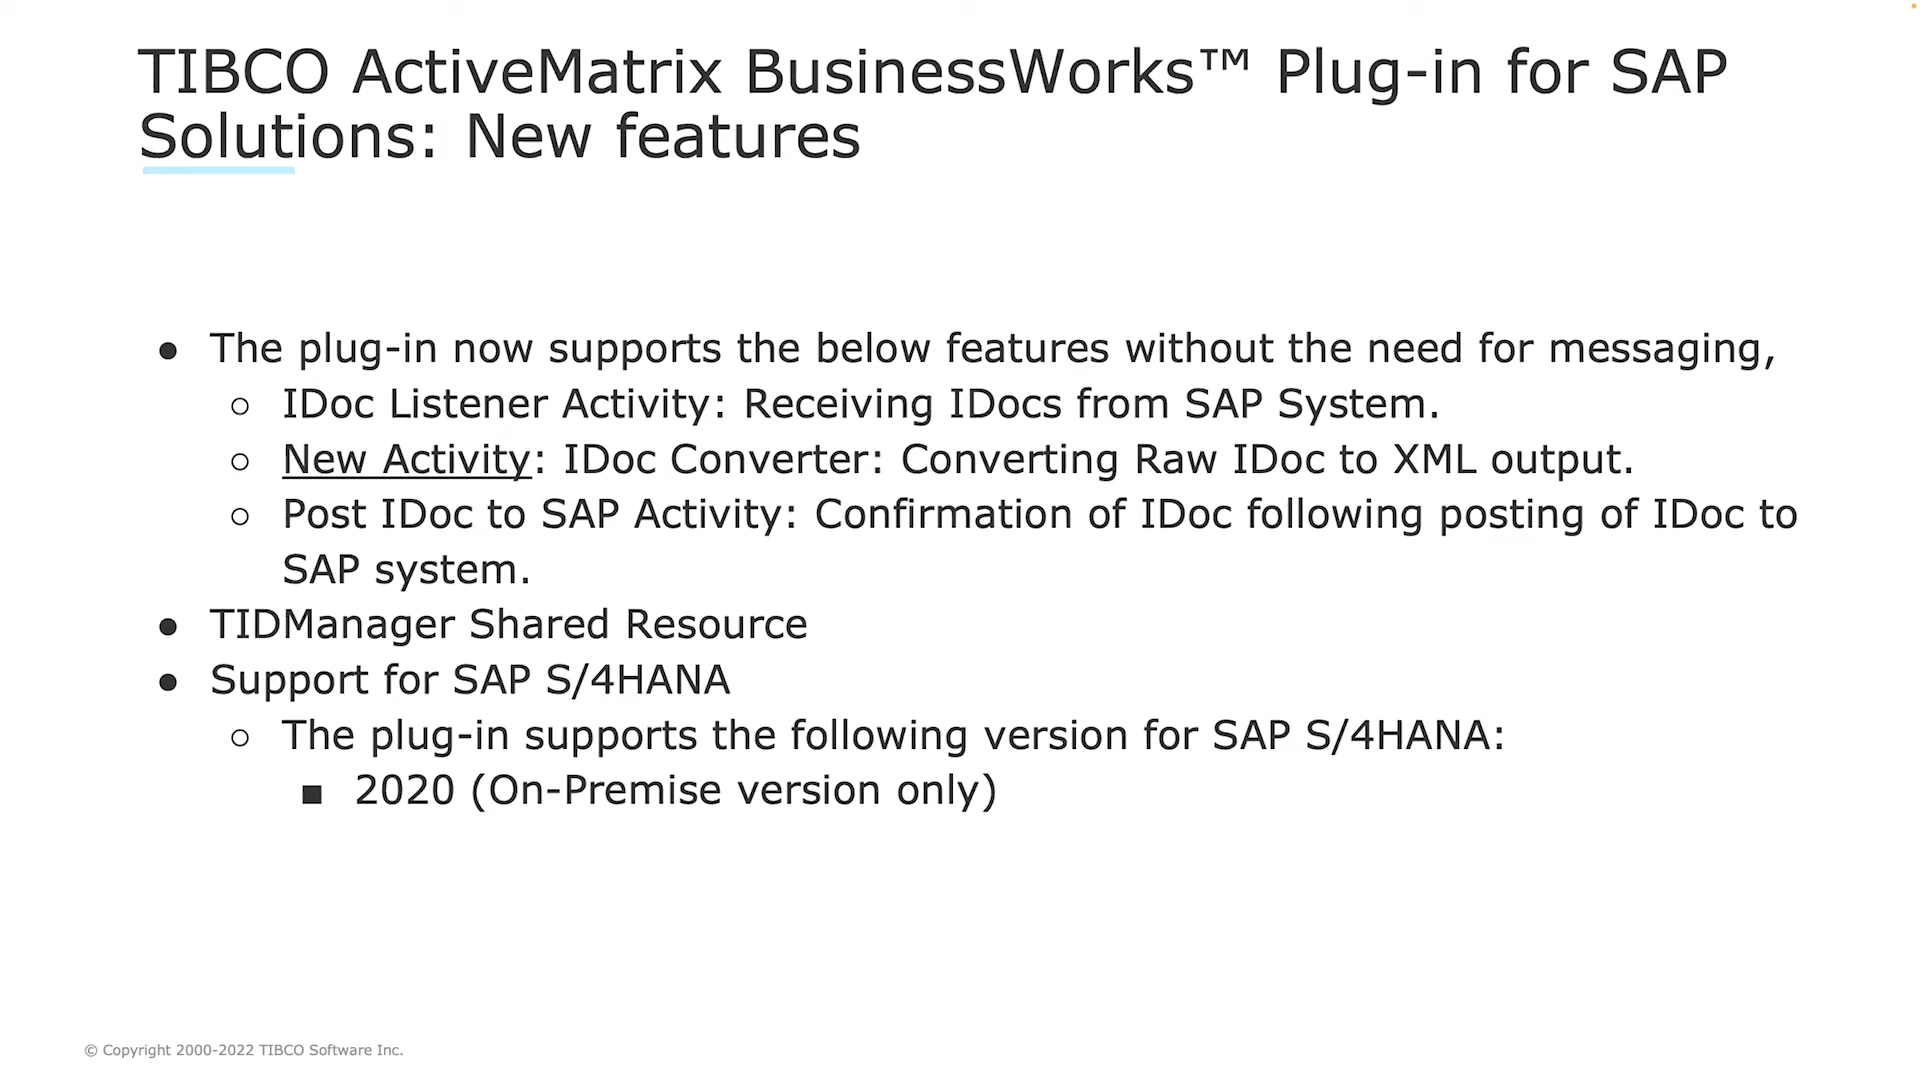 TIBCO ActiveMatrix BusinessWorks™ Plug-in for SAP
Solutions: New features
● The plug-in now supports the below features without the need for messaging,
○ IDoc Listener Activity: Receiving IDocs from SAP System.
○ New Activity: IDoc Converter: Converting Raw IDoc to XML output.
○ Post IDoc to SAP Activity: Confirmation of IDoc following posting of IDoc to
SAP system.
● TIDManager Shared Resource
● Support for SAP S/4HANA
○ The plug-in supports the following version for SAP S/4HANA:
■ 2020 (On-Premise version only)
© Copyright 2000-2022 TIBCO Software Inc.